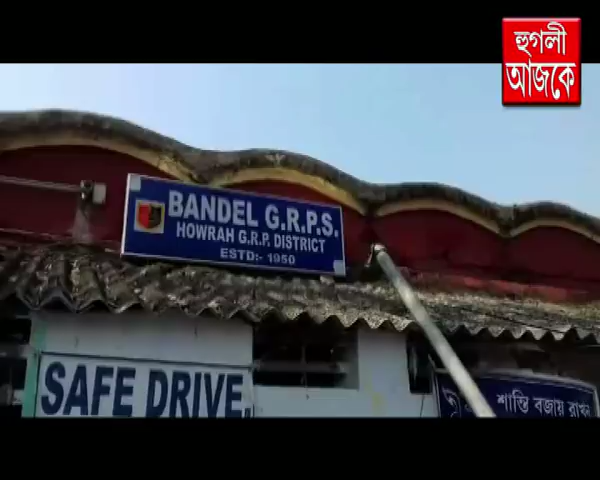 হুগলী
আজকে
BANDEL G.R.P.S.
HOWRAH G.R.P. DISTRICT
ESTD:- 1950
SAFE DRIVE,
শান্তি বজায় রাখুন